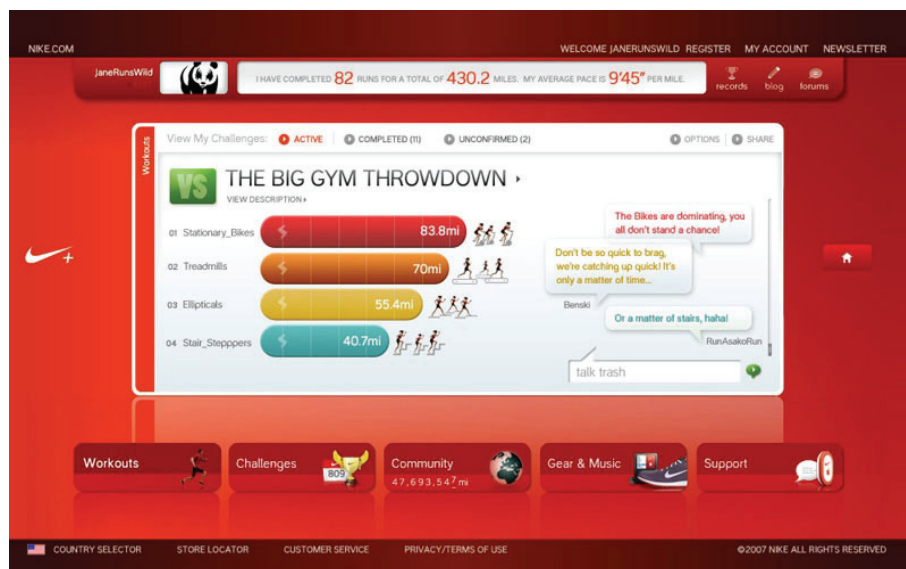 NIKE.COM
WELCOME JANERUNSWILD REGISTER MY ACCOUNT NEWSLETTER
JaneRunsWild
I HAVE COMPLETED 82 RUNS FOR A TOTAL OF 430.2 MILES. MY AVERAGE PACE IS 9'45" PER MILE.
records blog forums
Workouts
View My Challenges: ACTIVE COMPLETED (11) UNCONFIRMED (2) OPTIONS SHARE
VS THE BIG GYM THROWDOWN
VIEW DESCRIPTION
01 Stationary_Bikes 83.8mi
02 Treadmills 70mi
03 Ellipticals 55.4mi
04 Stair_Stepppers 40.7mi
The Bikes are dominating, you
all don't stand a chance!
Don't be so quick to brag,
we're catching up quick! It's
only a matter of time...
Benski
Or a matter of stairs, haha!
RunAsakoRun
talk trash
Workouts
Challenges
809
Community
47,693,547 mi
Gear & Music
Support
COUNTRY SELECTOR STORE LOCATOR CUSTOMER SERVICE PRIVACY/TERMS OF USE ©2007 NIKE ALL RIGHTS RESERVED